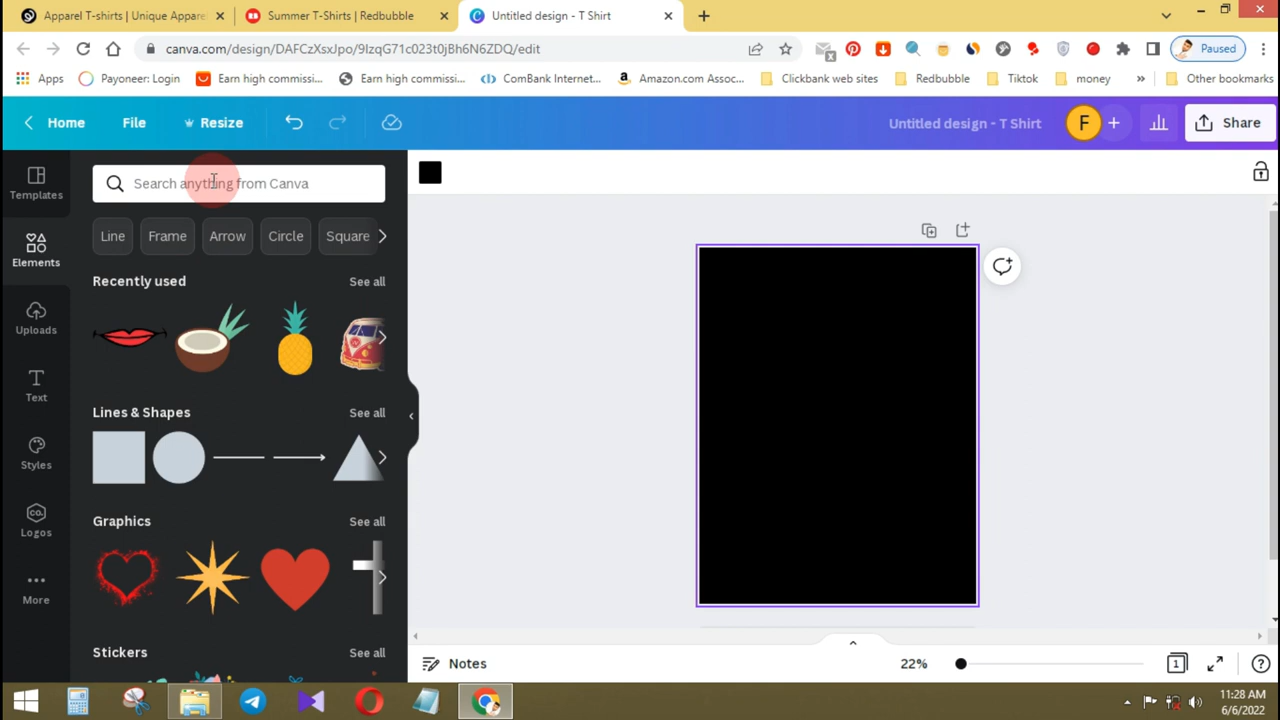 Apparel T-shirts | Unique Appare
Summer T-Shirts | Redbubble
Untitled design - T Shirt
canva.com/design/DAFCzXsxJpo/9IzqG71c023t0jBh6N6ZDQ/edit
Paused
Apps
Payoneer: Login
Earn high commissi...
Earn high commissi...
ComBank Internet...
Amazon.com Assoc...
Clickbank web sites
Redbubble
Tiktok
money
»
Other bookmarks
Home
File
Resize
Untitled design - T Shirt
F
+
Share
Templates
Elements
Uploads
Text
Styles
CO.
Logos
More
Search anything from Canva
Line
Frame
Arrow
Circle
Square
Recently used
See all
Lines & Shapes
See all
Graphics
See all
Stickers
See all
Notes
22%
1
11:28 AM
6/6/2022